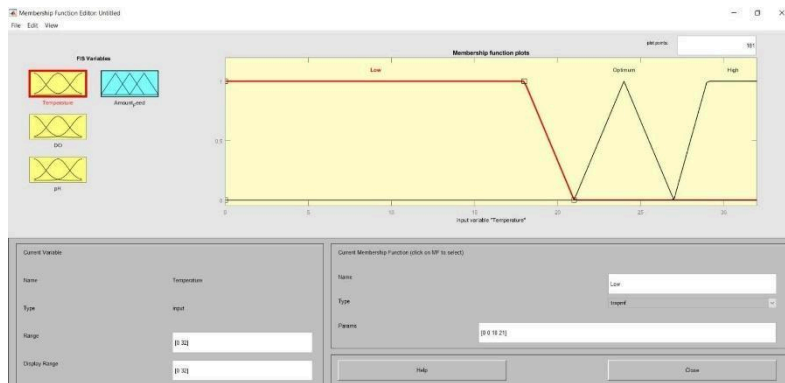 Membership Function Editor: Untitled
File Edit View
FIS Variables
Temperature
Amount_feed
DO
pH
Membership function plots
plot points:
181
Low
Optimum
High
1
0.5
0
0 5 10 15 20 25 30
input variable "Temperature"
Current Variable
Name Temperature
Type input
Range [0 32]
Display Range [0 32]
Current Membership Function (click on MF to select)
Name Low
Type trapmf
Params [0 0 18 21]
Help Close